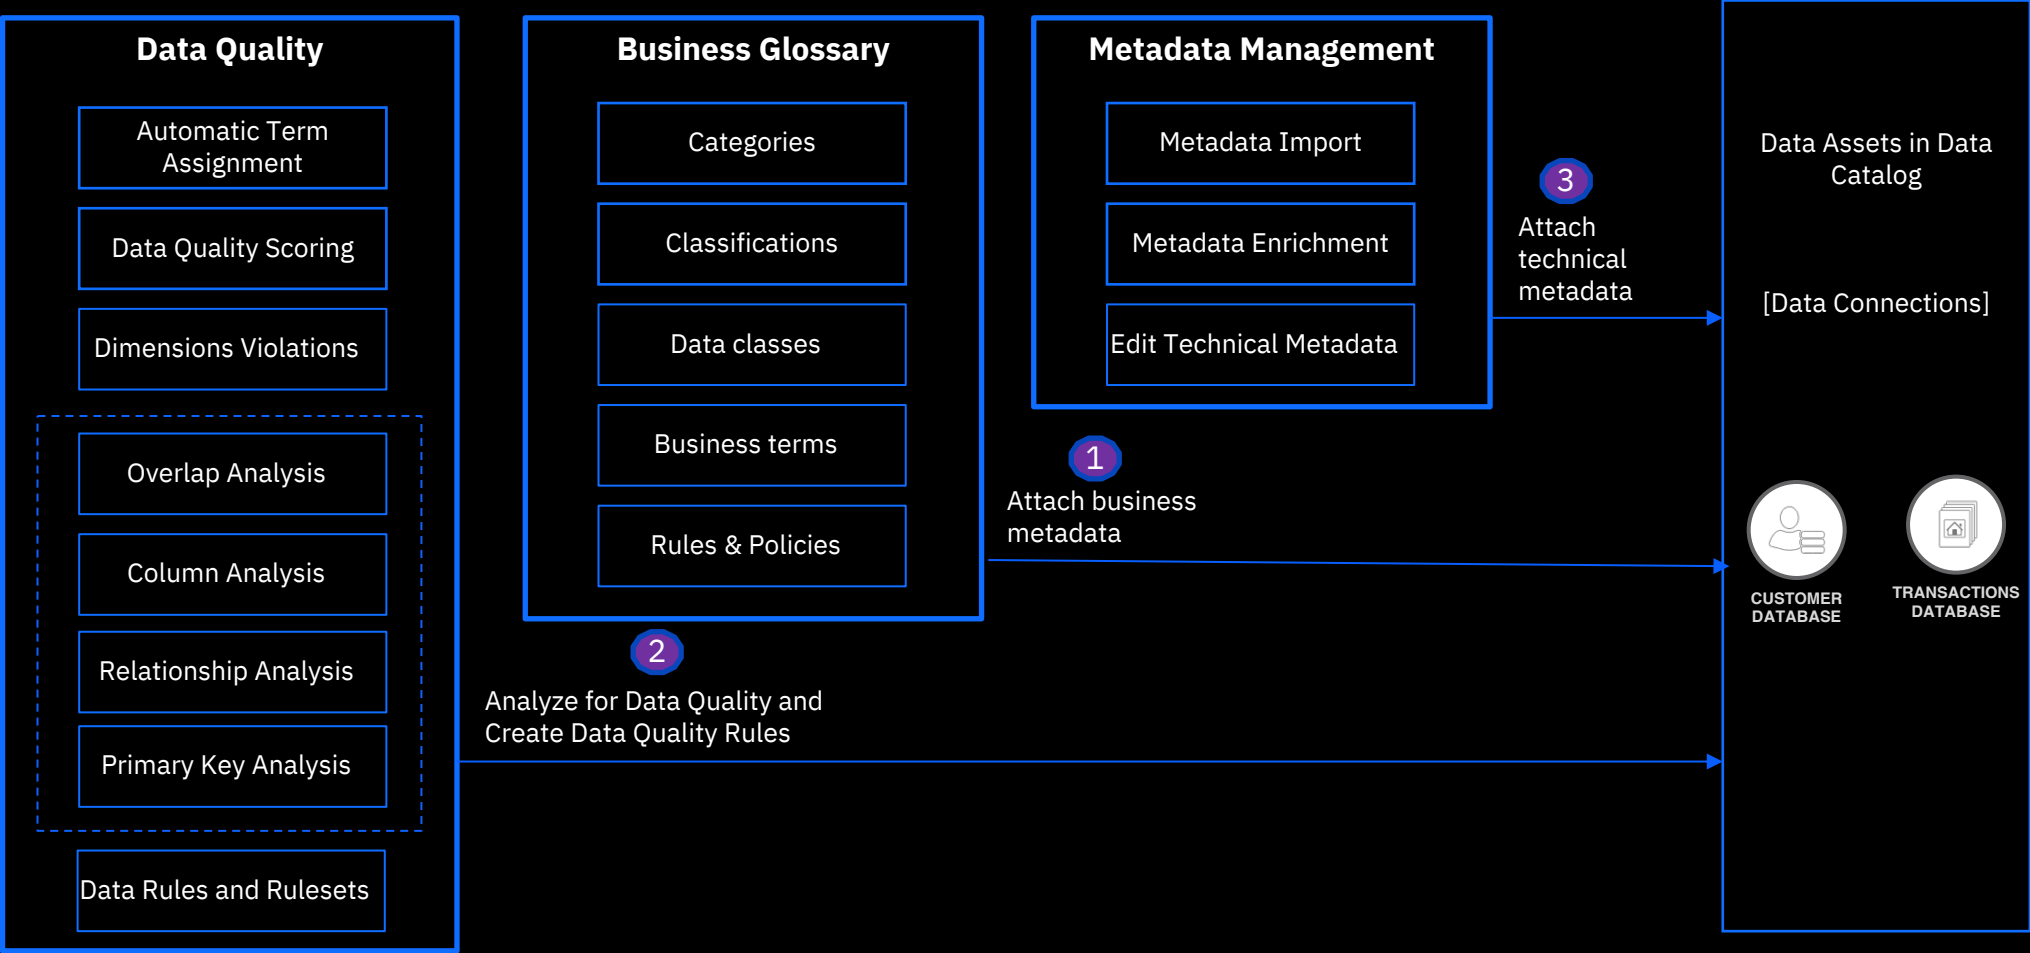 Data Quality
Automatic Term
Assignment
Data Quality Scoring
Dimensions Violations
Overlap Analysis
Column Analysis
Relationship Analysis
Primary Key Analysis
Data Rules and Rulesets
Business Glossary
Categories
Classifications
Data classes
Business terms
Rules & Policies
2
Analyze for Data Quality and
Create Data Quality Rules
Metadata Management
Metadata Import
Metadata Enrichment
Edit Technical Metadata
1
Attach business
metadata
3
Attach
technical
metadata
Data Assets in Data
Catalog
[Data Connections]
CUSTOMER
DATABASE
TRANSACTIONS
DATABASE